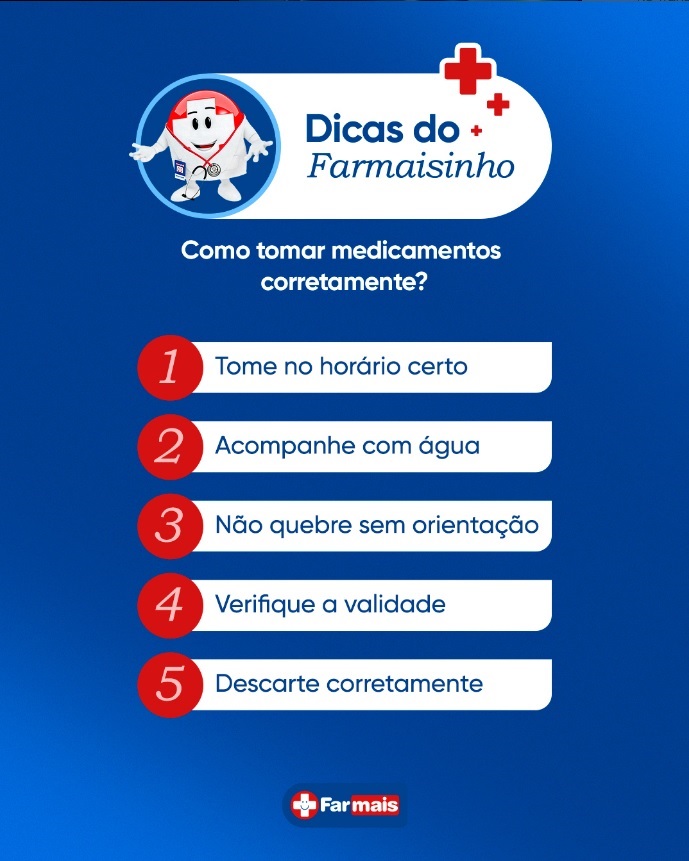 Dicas do
Farmaisinho
Como tomar medicamentos
corretamente?
1 Tome no horário certo
2 Acompanhe com água
3 Não quebre sem orientação
4 Verifique a validade
5 Descarte corretamente
Farmais